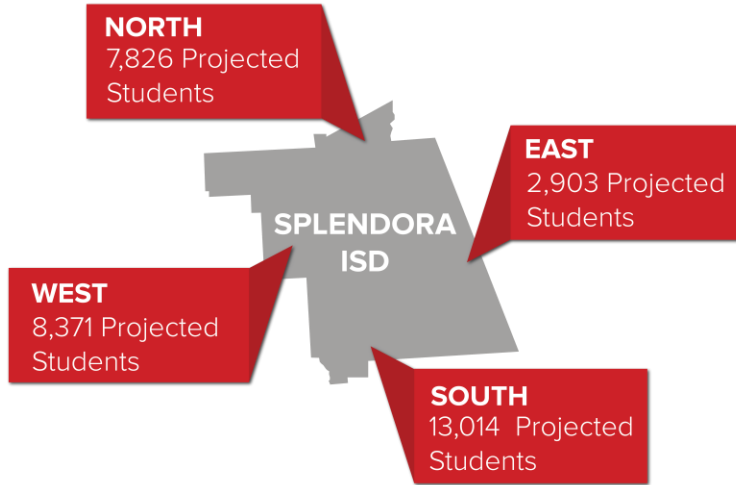 NORTH
7,826 Projected
Students
EAST
2,903 Projected
Students
SPLENDORA
ISD
WEST
8,371 Projected
Students
SOUTH
13,014 Projected
Students